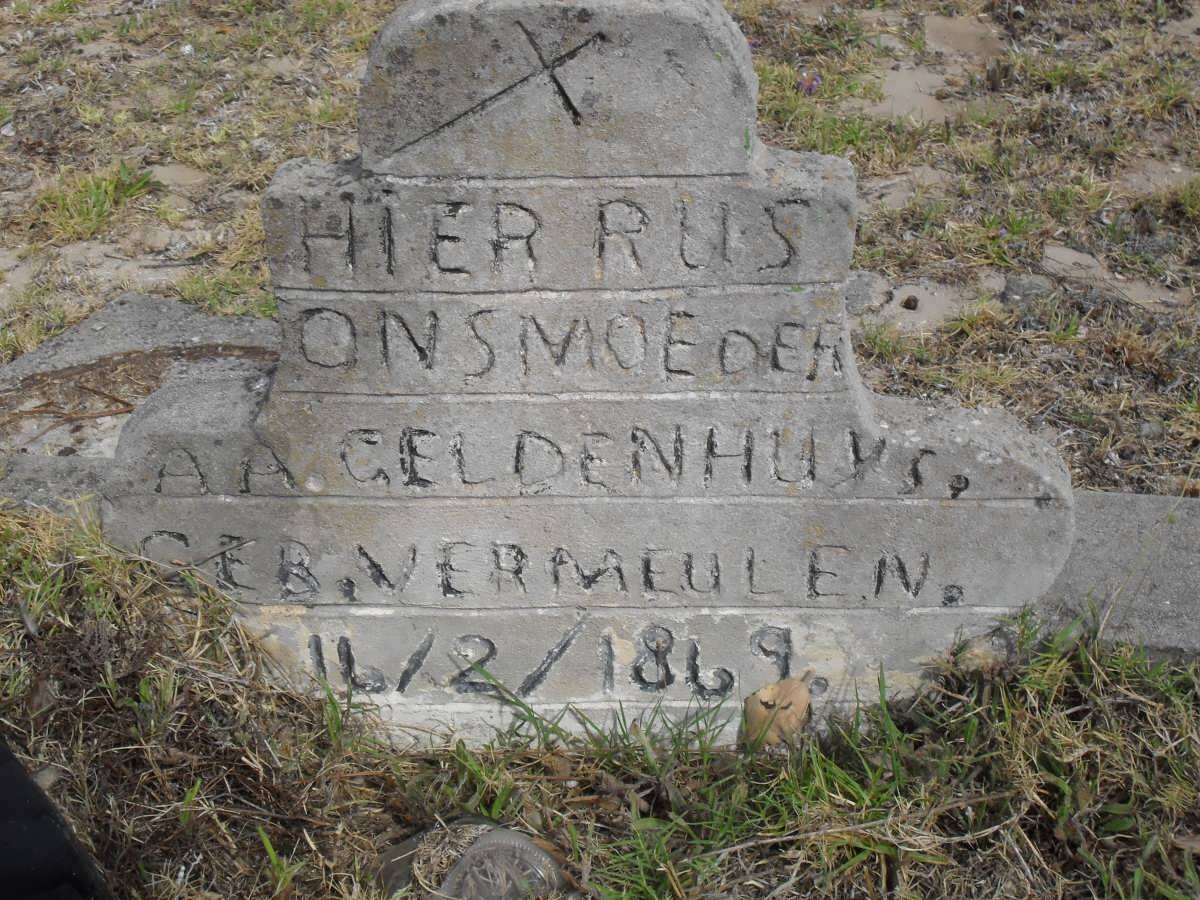 HIER RUS
ONS MOEDER
A A. GELDENHUYS,
GEB. VERMEULEN.
16/2/1869.